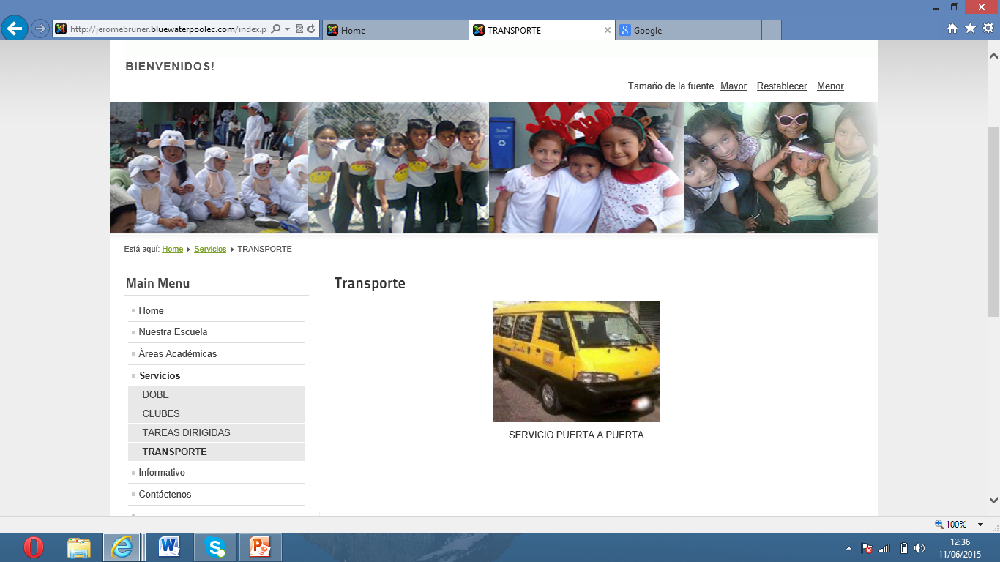 http://jeromebruner.bluewaterpoolec.com/index.p
Home
TRANSPORTE
Google
BIENVENIDOS!
Tamaño de la fuente Mayor Restablecer Menor
Está aquí: Home Servicios TRANSPORTE
Main Menu
Home
Nuestra Escuela
Áreas Académicas
Servicios
DOBE
CLUBES
TAREAS DIRIGIDAS
TRANSPORTE
Informativo
Contáctenos
Transporte
SERVICIO PUERTA A PUERTA
100%
12:36
11/06/2015